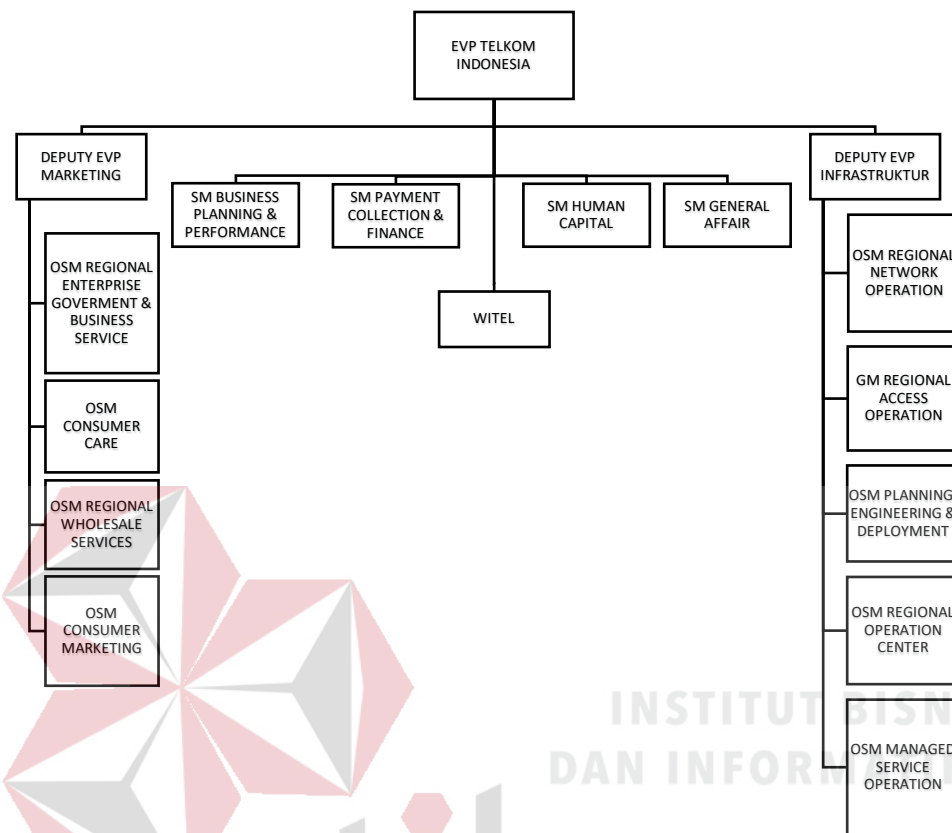 EVP TELKOM
INDONESIA
DEPUTY EVP
MARKETING
DEPUTY EVP
INFRASTRUKTUR
SM BUSINESS
PLANNING &
PERFORMANCE
SM PAYMENT
COLLECTION &
FINANCE
SM HUMAN
CAPITAL
SM GENERAL
AFFAIR
WITEL
OSM REGIONAL
ENTERPRISE
GOVERMENT &
BUSINESS
SERVICE
OSM
CONSUMER
CARE
OSM REGIONAL
WHOLESALE
SERVICES
OSM
CONSUMER
MARKETING
OSM REGIONAL
NETWORK
OPERATION
GM REGIONAL
ACCESS
OPERATION
OSM PLANNING
ENGINEERING &
DEPLOYMENT
OSM REGIONAL
OPERATION
CENTER
OSM MANAGED
SERVICE
OPERATION
INSTITUT BISN
DAN INFORMATI